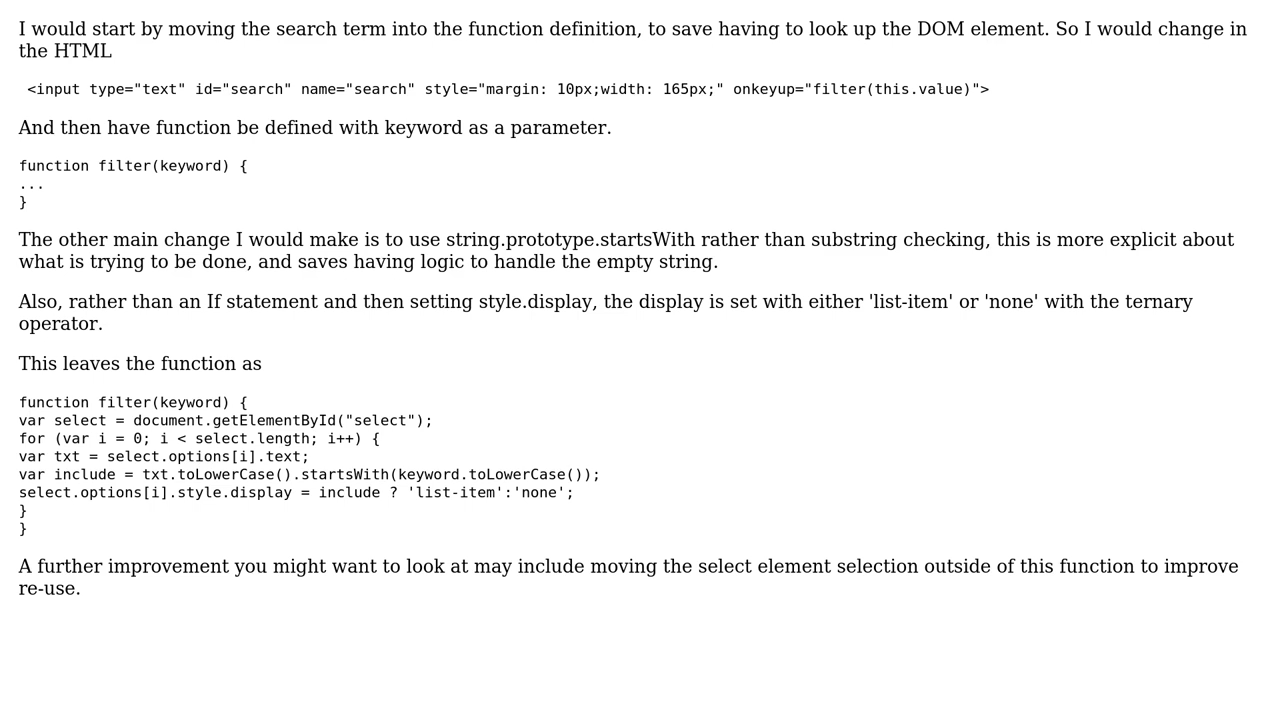 I would start by moving the search term into the function definition, to save having to look up the DOM element. So I would change in
the HTML
<input type="text" id="search" name="search" style="margin: 10px;width: 165px;" onkeyup="filter(this.value)">
And then have function be defined with keyword as a parameter.
function filter(keyword) {
...
}
The other main change I would make is to use string.prototype.startsWith rather than substring checking, this is more explicit about
what is trying to be done, and saves having logic to handle the empty string.
Also, rather than an If statement and then setting style.display, the display is set with either 'list-item' or 'none' with the ternary
operator.
This leaves the function as
function filter(keyword) {
var select = document.getElementById("select");
for (var i = 0; i < select.length; i++) {
var txt = select.options[i].text;
var include = txt.toLowerCase().startsWith(keyword.toLowerCase());
select.options[i].style.display = include ? 'list-item':'none';
}
}
A further improvement you might want to look at may include moving the select element selection outside of this function to improve
re-use.